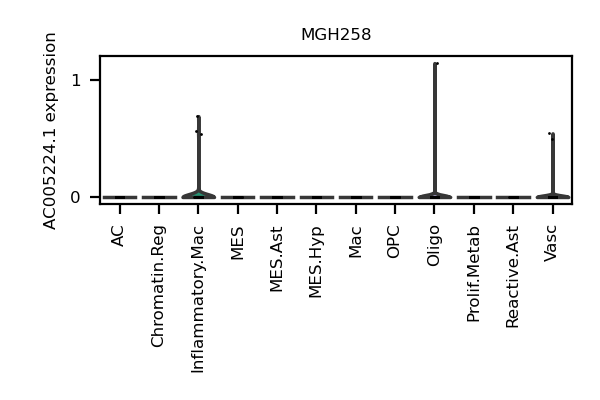 MGH258
AC005224.1 expression
1
0
AC
Chromatin.Reg
Inflammatory.Mac
MES
MES.Ast
MES.Hyp
Mac
OPC
Oligo
Prolif.Metab
Reactive.Ast
Vasc